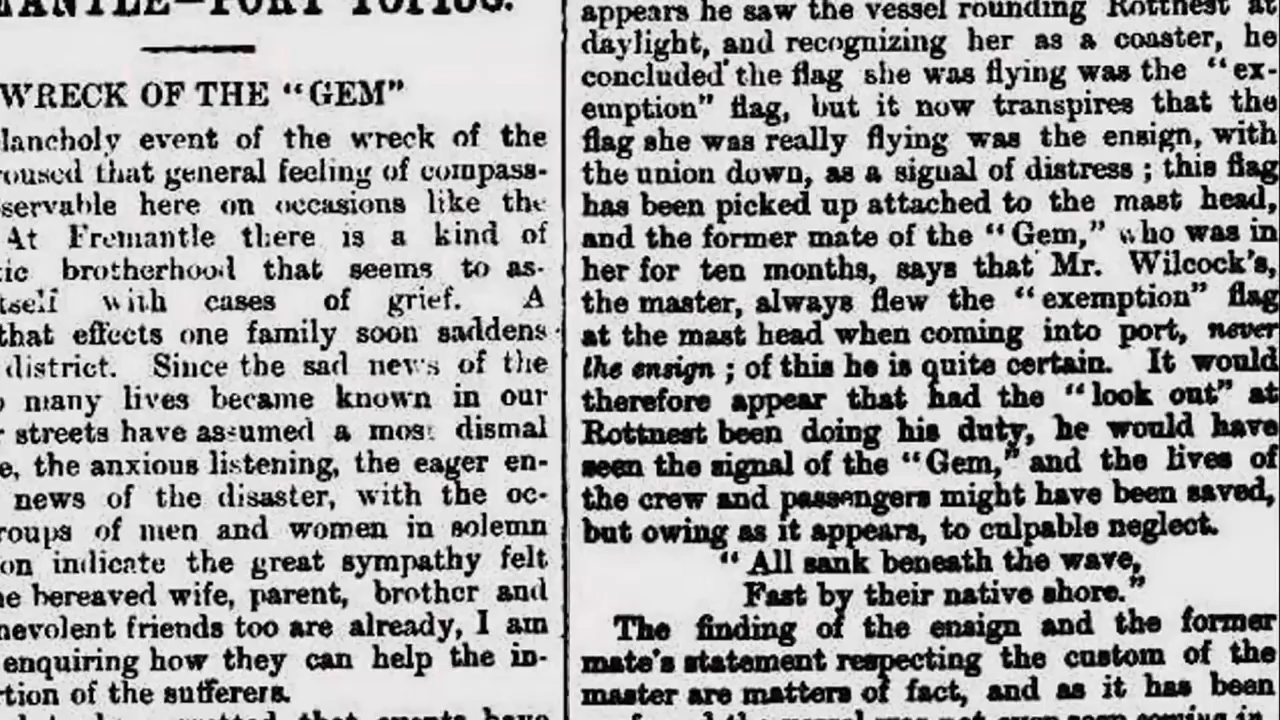 WRECK OF THE "GEM"
lancholy event of the wreck of the
roused that general feeling of compass-
servable here on occasions like the
At Fremantle there is a kind of
tic brotherhood that seems to as-
tself with cases of grief. A
that effects one family soon saddens
district. Since the sad news of the
many lives became known in our
streets have assumed a most dismal
e, the anxious listening, the eager en-
news of the disaster, with the oc-
roups of men and women in solemn
on indicate the great sympathy felt
he bereaved wife, parent, brother and
nevolent friends too are already, I am
enquiring how they can help the in-
rtion of the sufferers.
that events have
appears he saw the vessel rounding Rottnest at
daylight, and recognizing her as a coaster, he
concluded the flag she was flying was the "ex-
emption" flag, but it now transpires that the
flag she was really flying was the ensign, with
the union down, as a signal of distress ; this flag
has been picked up attached to the mast head,
and the former mate of the "Gem," who was in
her for ten months, says that Mr. Wilcock's,
the master, always flew the "exemption" flag
at the mast head when coming into port, never
the ensign ; of this he is quite certain. It would
therefore appear that had the "look out" at
Rottnest been doing his duty, he would have
seen the signal of the "Gem," and the lives of
the crew and passengers might have been saved,
but owing as it appears, to culpable neglect.
"All sank beneath the wave,
Fast by their native shore."
The finding of the ensign and the former
mate's statement respecting the custom of the
master are matters of fact, and as it has been
the vessel was not even seen coming in